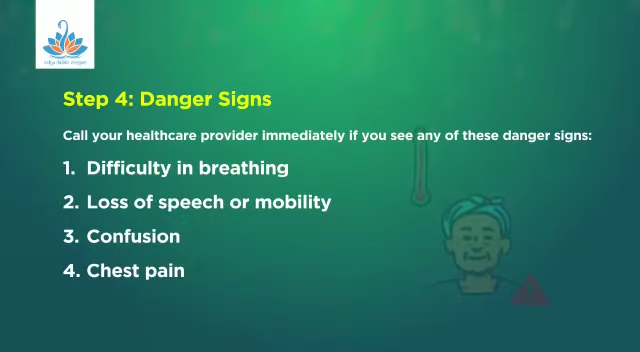 Step 4: Danger Signs
Call your healthcare provider immediately if you see any of these danger signs:
1. Difficulty in breathing
2. Loss of speech or mobility
3. Confusion
4. Chest pain